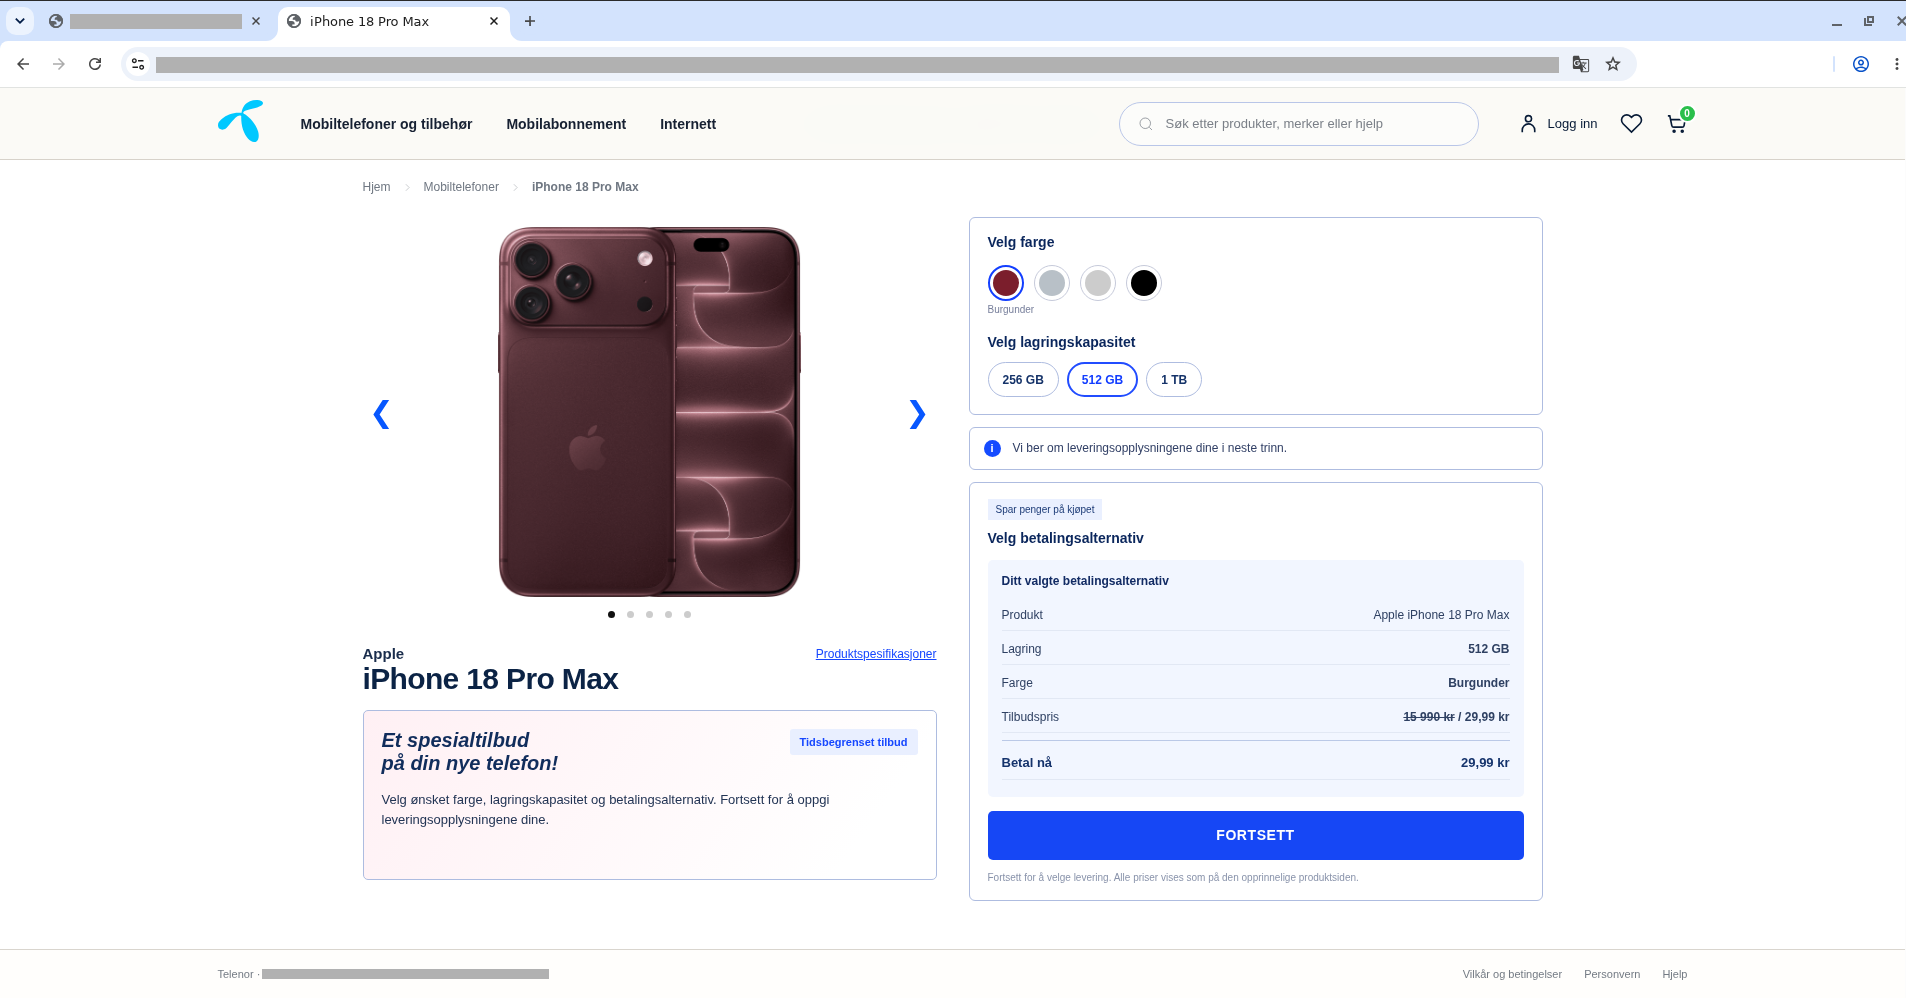 iPhone 18 Pro Max
Mobiltelefoner og tilbehør
Mobilabonnement
Internett
Søk etter produkter, merker eller hjelp
Logg inn
0
Hjem
Mobiltelefoner
iPhone 18 Pro Max
Velg farge
Burgunder
Velg lagringskapasitet
256 GB
512 GB
1 TB
i
Vi ber om leveringsopplysningene dine i neste trinn.
Apple
Produktspesifikasjoner
iPhone 18 Pro Max
Et spesialtilbud
på din nye telefon!
Tidsbegrenset tilbud
Velg ønsket farge, lagringskapasitet og betalingsalternativ. Fortsett for å oppgi
leveringsopplysningene dine.
Spar penger på kjøpet
Velg betalingsalternativ
Ditt valgte betalingsalternativ
Produkt Apple iPhone 18 Pro Max
Lagring 512 GB
Farge Burgunder
Tilbudspris 15 990 kr / 29,99 kr
Betal nå 29,99 kr
FORTSETT
Fortsett for å velge levering. Alle priser vises som på den opprinnelige produktsiden.
Telenor ·
Vilkår og betingelser
Personvern
Hjelp